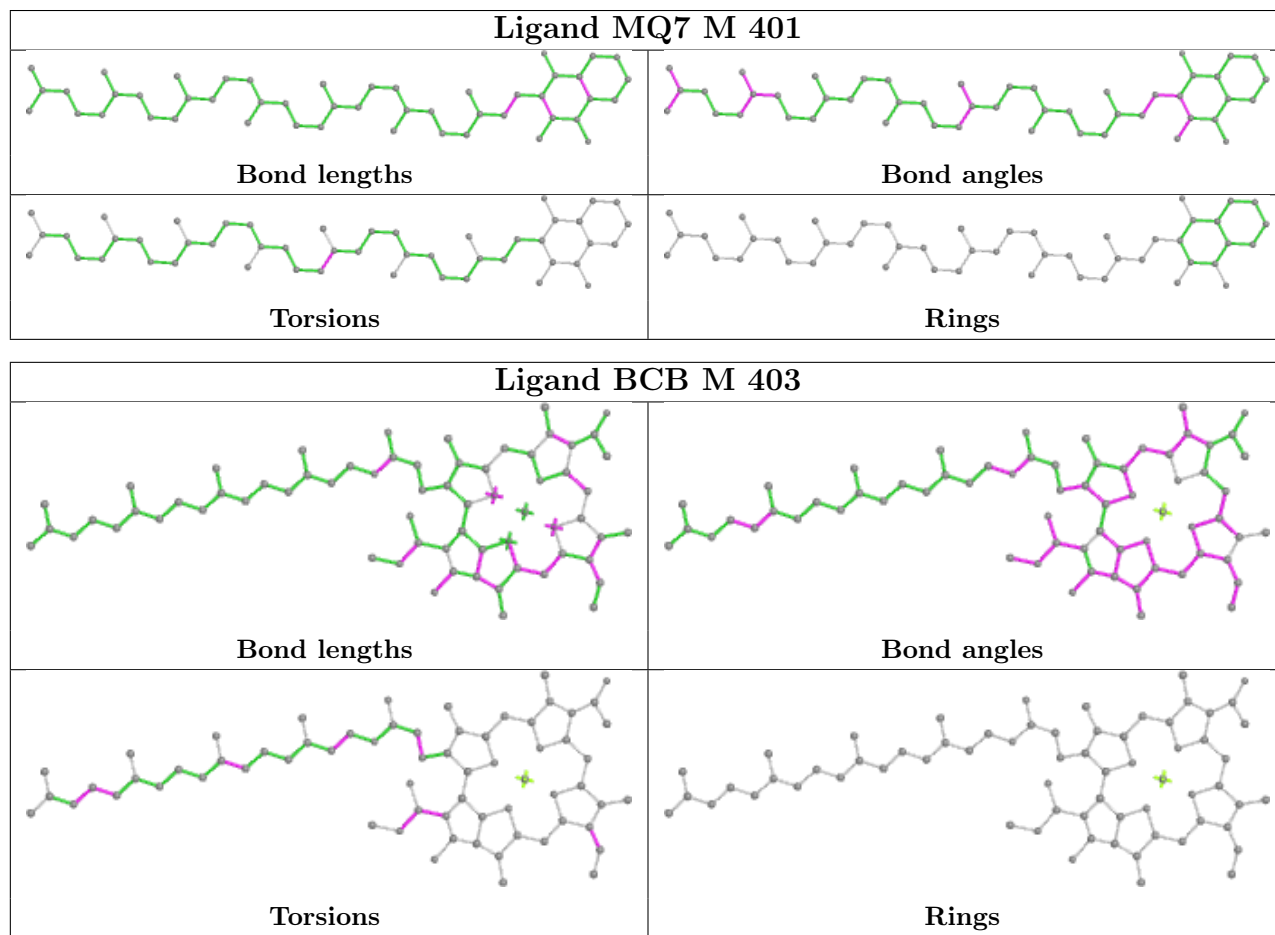 Ligand MQ7 M 401
Bond lengths
Bond angles
Torsions
Rings
Ligand BCB M 403
Bond lengths
Bond angles
Torsions
Rings